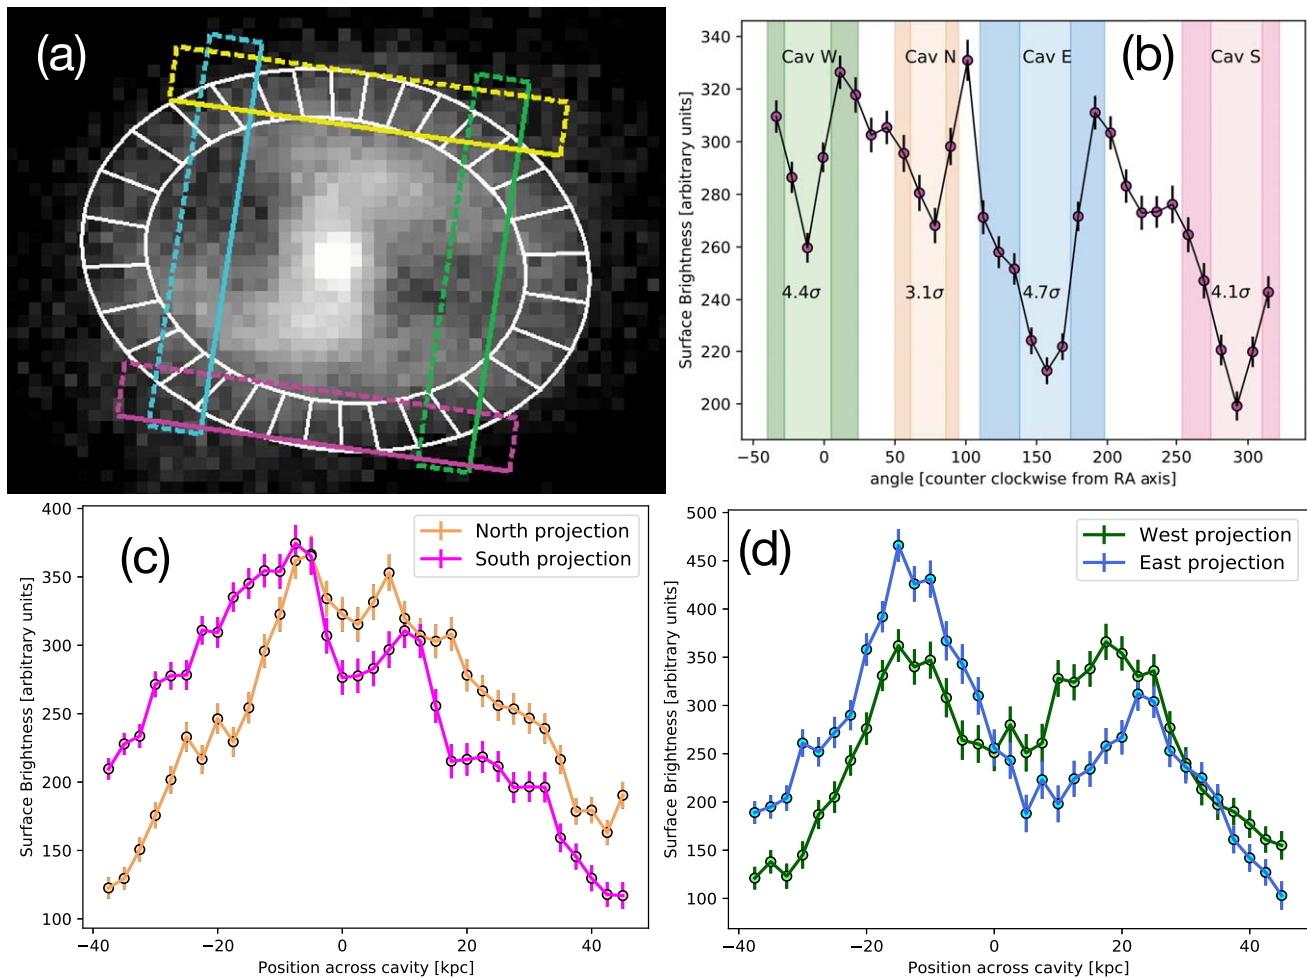 (a)
(b)
Cav W Cav N Cav E Cav S
4.4σ 3.1σ 4.7σ 4.1σ
340
320
300
280
260
240
220
200
Surface Brightness [arbitrary units]
−50 0 50 100 150 200 250 300
angle [counter clockwise from RA axis]
(c)
North projection
South projection
400
350
300
250
200
150
100
Surface Brightness [arbitrary units]
−40 −20 0 20 40
Position across cavity [kpc]
(d)
West projection
East projection
500
450
400
350
300
250
200
150
100
Surface Brightness [arbitrary units]
−40 −20 0 20 40
Position across cavity [kpc]